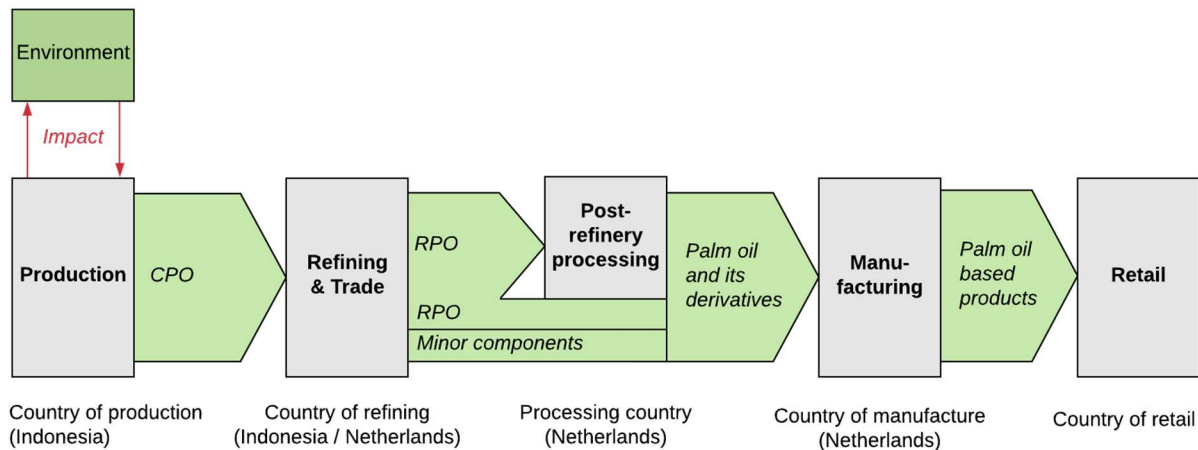 Environment
Impact
Production
CPO
Refining
& Trade
RPO
RPO
Minor components
Post-
refinery
processing
Palm oil
and its
derivatives
Manu-
facturing
Palm oil
based
products
Retail
Country of production
(Indonesia)
Country of refining
(Indonesia / Netherlands)
Processing country
(Netherlands)
Country of manufacture
(Netherlands)
Country of retail